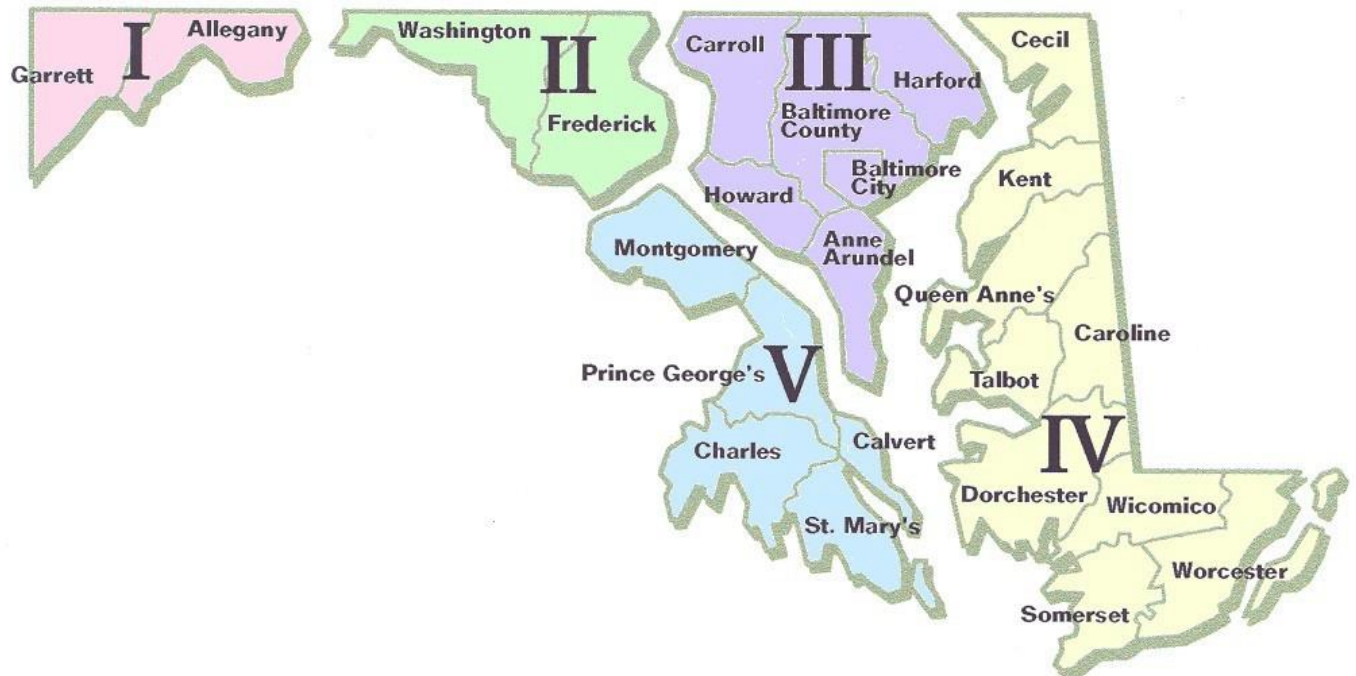 Garrett
I
Allegany
Washington
II
Frederick
Carroll
III
Harford
Baltimore
County
Baltimore
City
Howard
Anne
Arundel
Cecil
Kent
Queen Anne's
Caroline
Talbot
IV
Dorchester
Wicomico
Worcester
Somerset
Montgomery
Prince George's
V
Charles
Calvert
St. Mary's